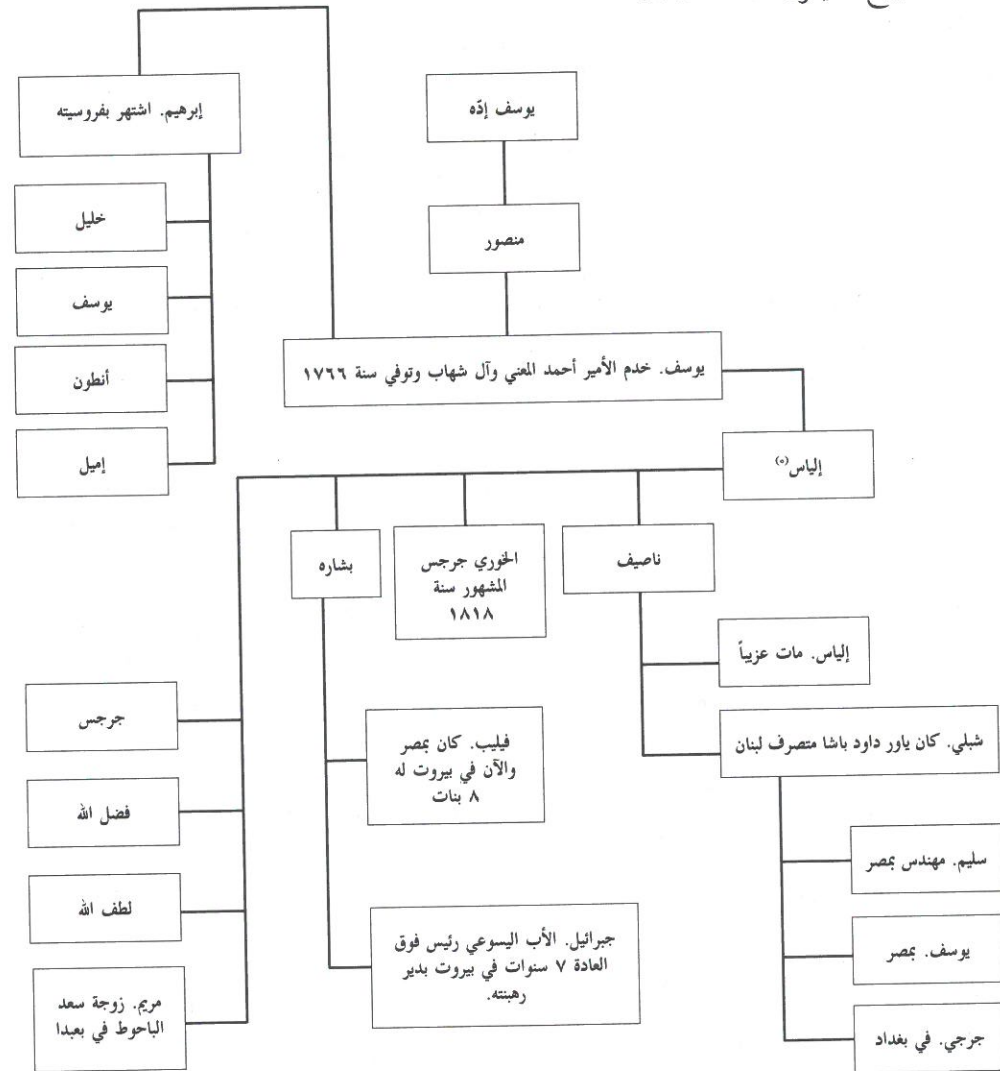 إبرهيم. اشتهر بفروسيته
يوسف إدّه
خليل
منصور
يوسف
يوسف. خدم الأمير أحمد المعني وآل شهاب وتوفي سنة ١٧٦٦
أنطون
إميل
إلياس(٥)
ناصيف
الخوري جرجس
المشهور سنة
١٨١٨
بشاره
إلياس. مات عزيباً
شبلي. كان ياور داود باشا متصرف لبنان
فيليب. كان بمصر
والآن في بيروت له
٨ بنات
جرجس
فضل الله
لطف الله
مريم. زوجة سعد
الباحوط في بعبدا
جبرائيل. الأب اليسوعي رئيس فوق
العادة ٧ سنوات في بيروت بدير
رهبنته.
سليم. مهندس بمصر
يوسف. بمصر
جرجي. في بغداد